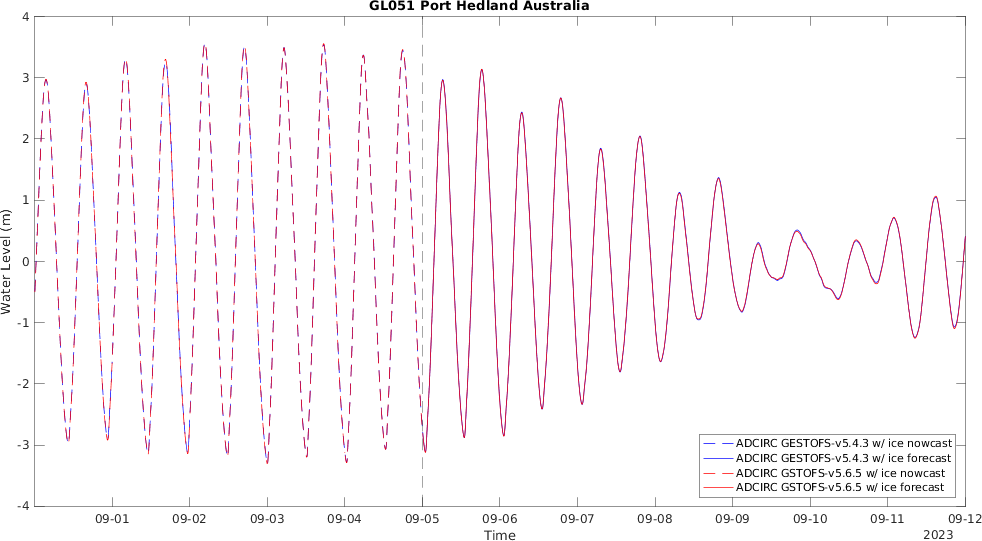 GL051 Port Hedland Australia
Water Level (m)
4
3
2
1
0
-1
-2
-3
-4
ADCIRC GESTOFS-v5.4.3 w/ ice nowcast
ADCIRC GESTOFS-v5.4.3 w/ ice forecast
ADCIRC GSTOFS-v5.6.5 w/ ice nowcast
ADCIRC GSTOFS-v5.6.5 w/ ice forecast
09-01 09-02 09-03 09-04 09-05 09-06 09-07 09-08 09-09 09-10 09-11 09-12
Time
2023